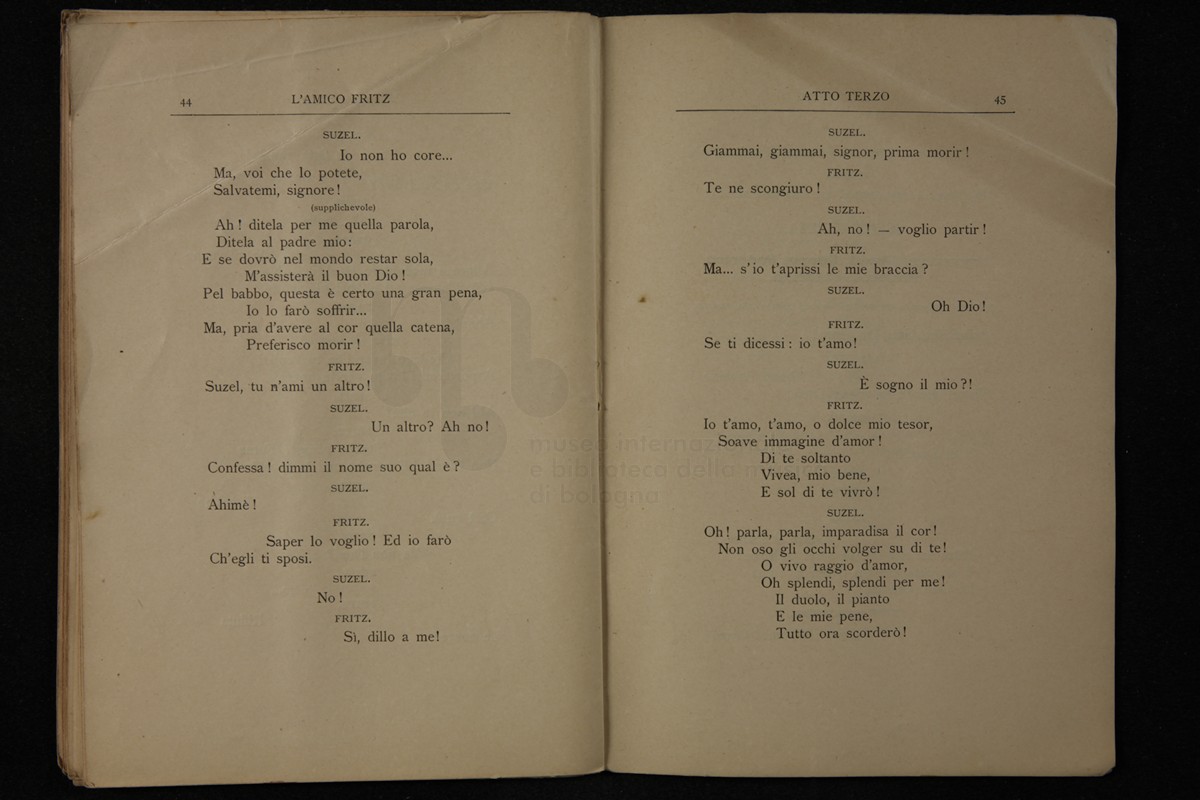 44 L'AMICO FRITZ
SUZEL.
Io non ho core...
Ma, voi che lo potete,
Salvatemi, signore!
(supplichevole)
Ah! ditela per me quella parola,
Ditela al padre mio:
E se dovrò nel mondo restar sola,
M'assisterà il buon Dio!
Pel babbo, questa è certo una gran pena,
Io lo farò soffrir...
Ma, pria d'avere al cor quella catena,
Preferisco morir!
FRITZ.
Suzel, tu n'ami un altro!
SUZEL.
Un altro? Ah no!
FRITZ.
Confessa! dimmi il nome suo qual è?
SUZEL.
Ahimè!
FRITZ.
Saper lo voglio! Ed io farò
Ch'egli ti sposi.
SUZEL.
No!
FRITZ.
Sì, dillo a me!
ATTO TERZO 45
SUZEL.
Giammai, giammai, signor, prima morir!
FRITZ.
Te ne scongiuro!
SUZEL.
Ah, no! — voglio partir!
FRITZ.
Ma... s'io t'aprissi le mie braccia?
SUZEL.
Oh Dio!
FRITZ.
Se ti dicessi: io t'amo!
SUZEL.
È sogno il mio?!
FRITZ.
Io t'amo, t'amo, o dolce mio tesor,
Soave immagine d'amor!
Di te soltanto
Vivea, mio bene,
E sol di te vivrò!
SUZEL.
Oh! parla, parla, imparadisa il cor!
Non oso gli occhi volger su di te!
O vivo raggio d'amor,
Oh splendi, splendi per me!
Il duolo, il pianto
E le mie pene,
Tutto ora scorderò!
museo
e biblioteca della
di bologna